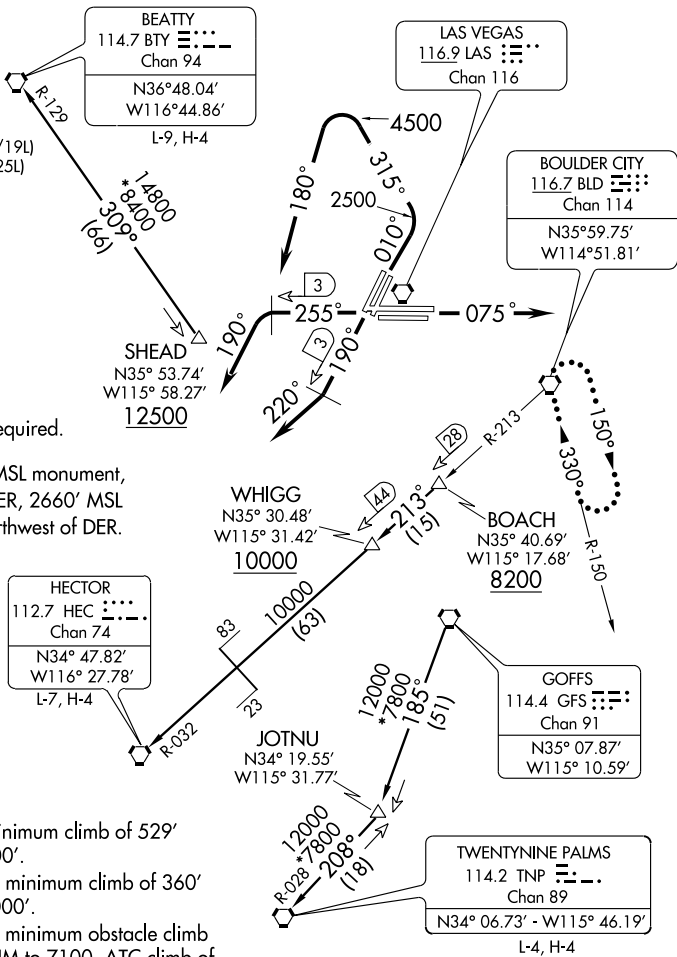 BEATTY
114.7 BTY
Chan 94
N36°48.04′
W116°44.86′
L-9, H-4
LAS VEGAS
116.9 LAS
Chan 116
BOULDER CITY
116.7 BLD
Chan 114
N35°59.75′
W114°51.81′
R-129
/19L)
25L)
14800
*8400
309°
(66)
4500
315°
180°
2500
010°
3
255°
190°
075°
3
190°
220°
SHEAD
N35° 53.74′
W115° 58.27′
12500
equired.
MSL monument,
ER, 2660′ MSL
rthwest of DER.
R-213
28
150°
330°
R-150
44
213°
(15)
WHIGG
N35° 30.48′
W115° 31.42′
10000
BOACH
N35° 40.69′
W115° 17.68′
8200
HECTOR
112.7 HEC
Chan 74
N34° 47.82′
W116° 27.78′
L-7, H-4
10000
(63)
83
23
R-032
12000
*7800
185°
(51)
GOFFS
114.4 GFS
Chan 91
N35° 07.87′
W115° 10.59′
JOTNU
N34° 19.55′
W115° 31.77′
12000
*7800
208°
(18)
R-028
TWENTYNINE PALMS
114.2 TNP
Chan 89
N34° 06.73′ - W115° 46.19′
L-4, H-4
inimum climb of 529′
00′.
minimum climb of 360′
000′.
minimum obstacle climb
NM to 7100, ATC climb of